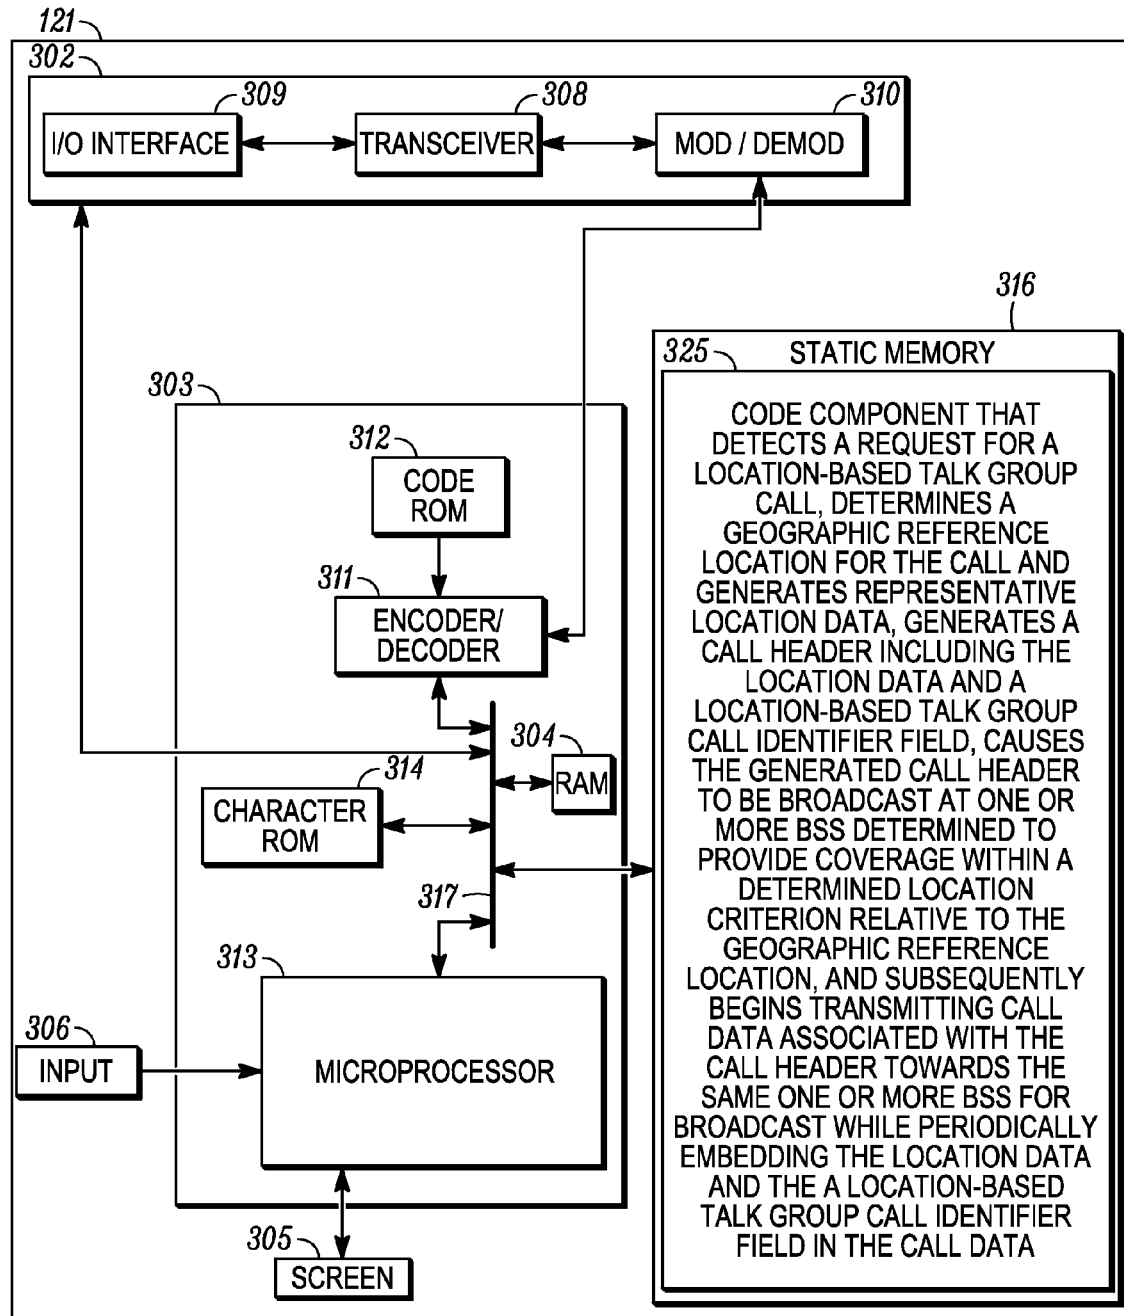 121
302
309
308
310
I/O INTERFACE
TRANSCEIVER
MOD / DEMOD
316
STATIC MEMORY
325
CODE COMPONENT THAT
DETECTS A REQUEST FOR A
LOCATION-BASED TALK GROUP
CALL, DETERMINES A
GEOGRAPHIC REFERENCE
LOCATION FOR THE CALL AND
GENERATES REPRESENTATIVE
LOCATION DATA, GENERATES A
CALL HEADER INCLUDING THE
LOCATION DATA AND A
LOCATION-BASED TALK GROUP
CALL IDENTIFIER FIELD, CAUSES
THE GENERATED CALL HEADER
TO BE BROADCAST AT ONE OR
MORE BSS DETERMINED TO
PROVIDE COVERAGE WITHIN A
DETERMINED LOCATION
CRITERION RELATIVE TO THE
GEOGRAPHIC REFERENCE
LOCATION, AND SUBSEQUENTLY
BEGINS TRANSMITTING CALL
DATA ASSOCIATED WITH THE
CALL HEADER TOWARDS THE
SAME ONE OR MORE BSS FOR
BROADCAST WHILE PERIODICALLY
EMBEDDING THE LOCATION DATA
AND THE A LOCATION-BASED
TALK GROUP CALL IDENTIFIER
FIELD IN THE CALL DATA
303
312
CODE
ROM
311
ENCODER/
DECODER
304
RAM
314
CHARACTER
ROM
317
313
MICROPROCESSOR
306
INPUT
305
SCREEN